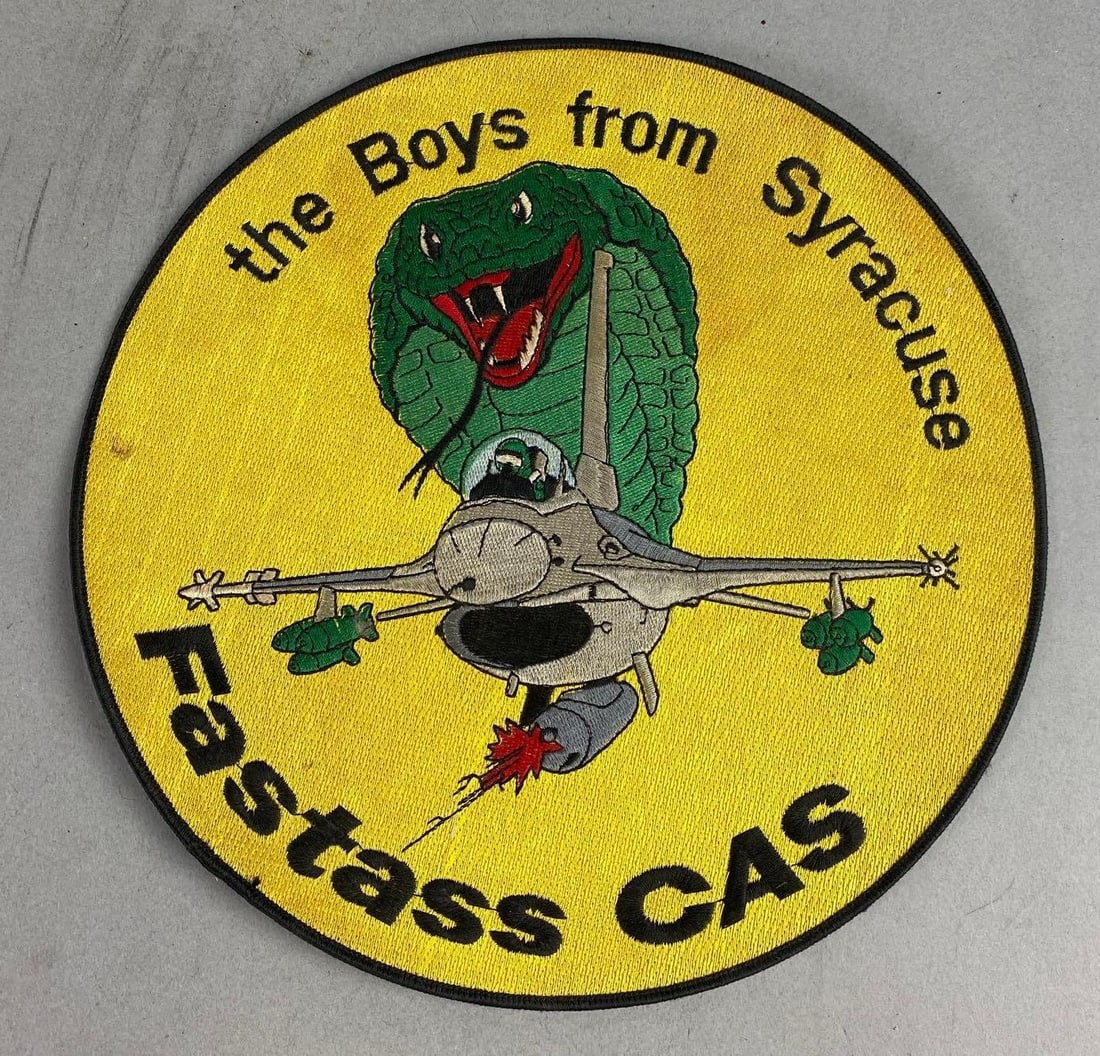 the Boys from Syracuse
Fastass CAS